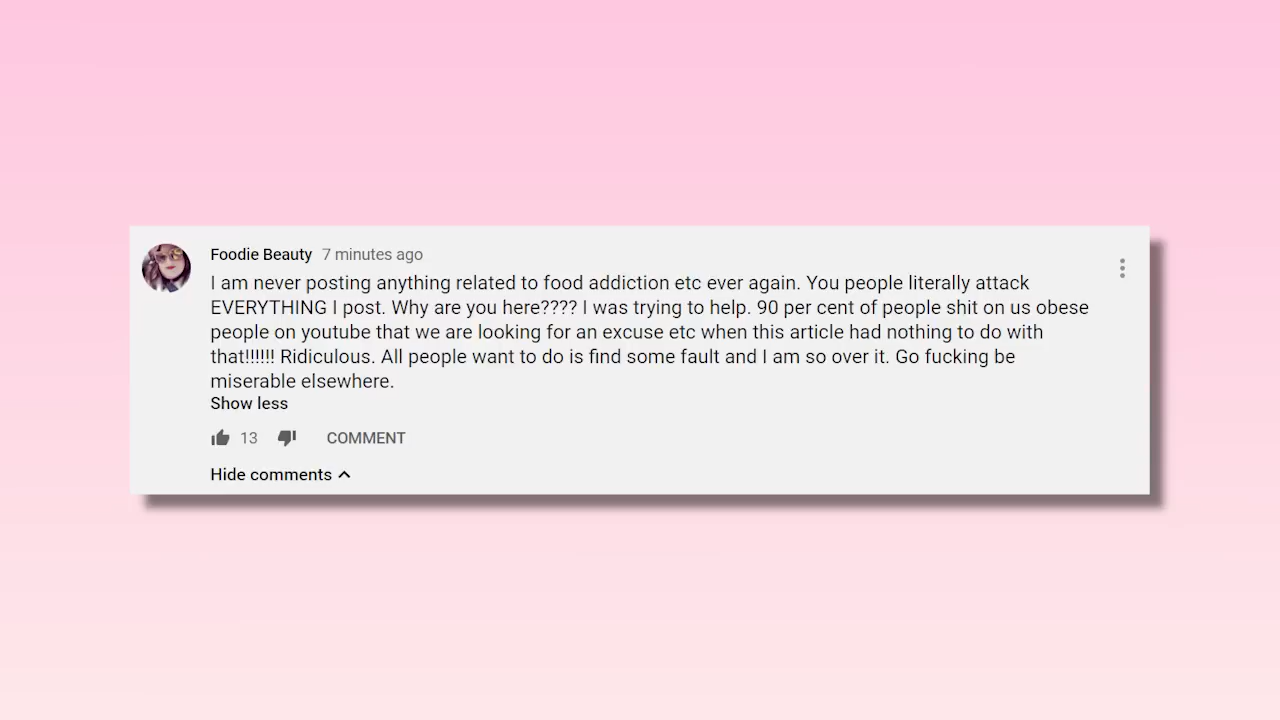 Foodie Beauty 7 minutes ago
I am never posting anything related to food addiction etc ever again. You people literally attack
EVERYTHING I post. Why are you here???? I was trying to help. 90 per cent of people shit on us obese
people on youtube that we are looking for an excuse etc when this article had nothing to do with
that!!!!!! Ridiculous. All people want to do is find some fault and I am so over it. Go fucking be
miserable elsewhere.
Show less
13 COMMENT
Hide comments